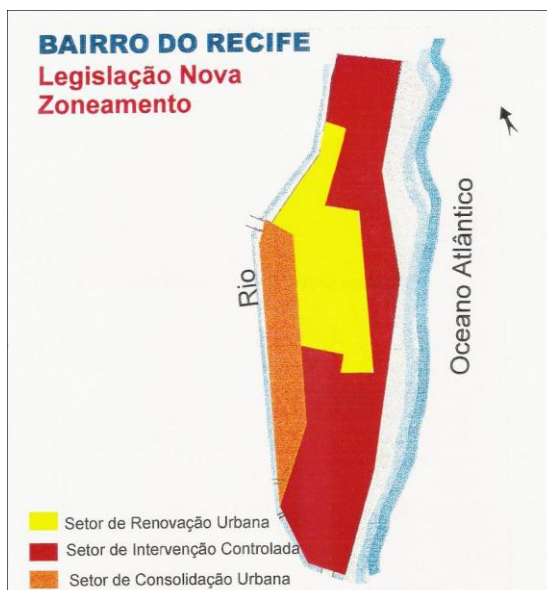 BAIRRO DO RECIFE
Legislação Nova
Zoneamento
Rio
Oceano Atlântico
Setor de Renovação Urbana
Setor de Intervenção Controlada
Setor de Consolidação Urbana